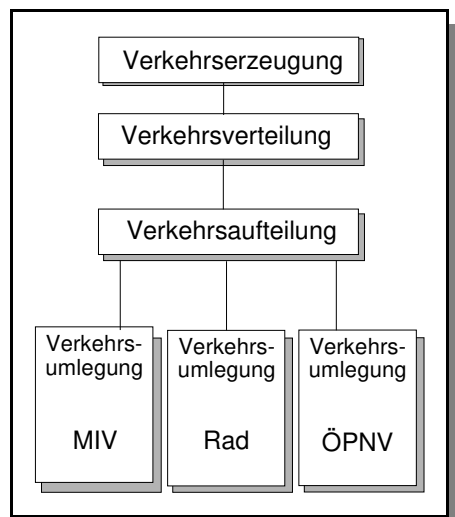 Verkehrserzeugung
Verkehrsverteilung
Verkehrsaufteilung
Verkehrs-
umlegung
MIV
Verkehrs-
umlegung
Rad
Verkehrs-
umlegung
ÖPNV